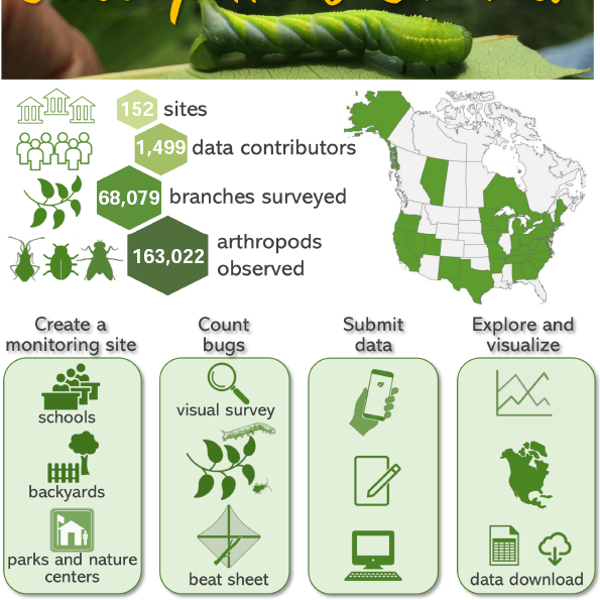 152 sites
1,499 data contributors
68,079 branches surveyed
163,022 arthropods
observed
Create a
monitoring site
Count
bugs
Submit
data
Explore and
visualize
schools
backyards
parks and nature
centers
visual survey
beat sheet
data download